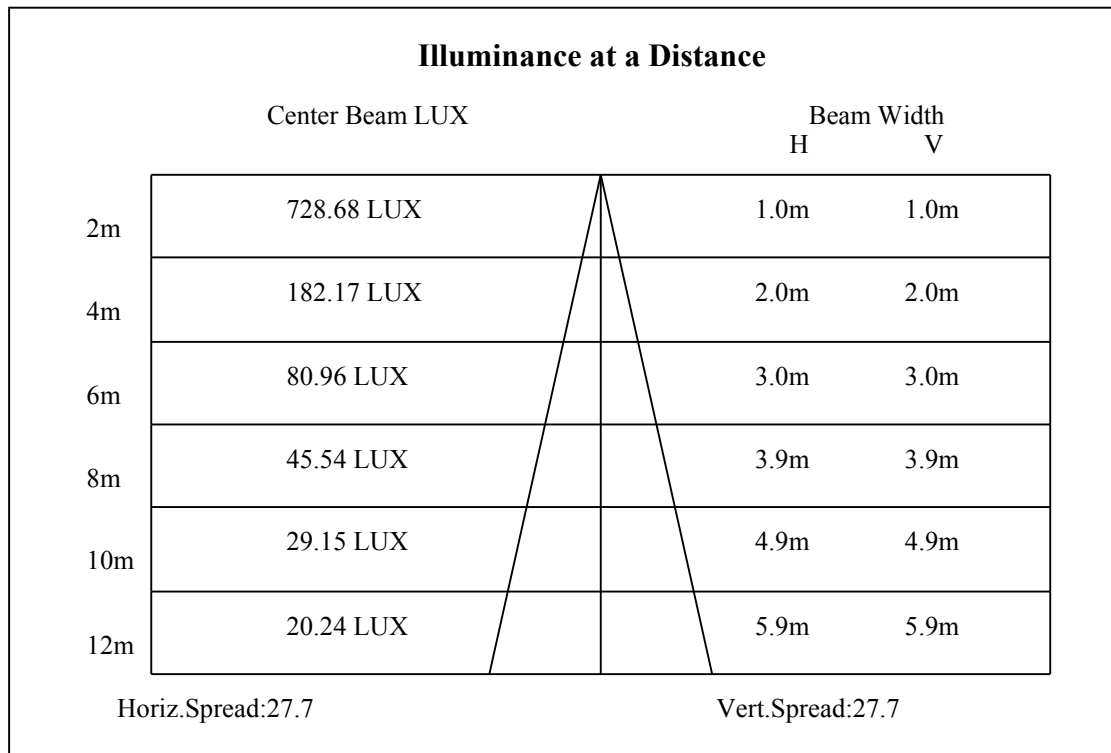 Illuminance at a Distance
Center Beam LUX Beam Width
H V
2m 728.68 LUX 1.0m 1.0m
4m 182.17 LUX 2.0m 2.0m
6m 80.96 LUX 3.0m 3.0m
8m 45.54 LUX 3.9m 3.9m
10m 29.15 LUX 4.9m 4.9m
12m 20.24 LUX 5.9m 5.9m
Horiz.Spread:27.7 Vert.Spread:27.7